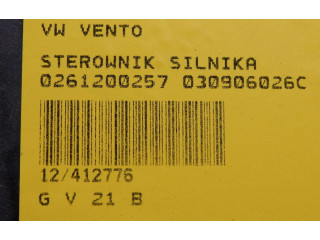 VW VENTO
STEROWNIK SILNIKA
0261200257 030906026C
12/412776
G V 21 B